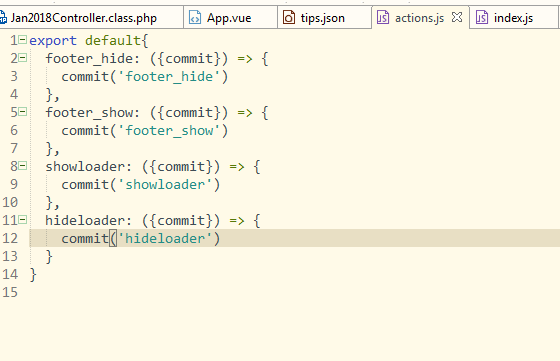 Jan2018Controller.class.php App.vue tips.json actions.js index.js
1 export default{
2 footer_hide: ({commit}) => {
3 commit('footer_hide')
4 },
5 footer_show: ({commit}) => {
6 commit('footer_show')
7 },
8 showloader: ({commit}) => {
9 commit('showloader')
10 },
11 hideloader: ({commit}) => {
12 commit('hideloader')
13 }
14 }
15